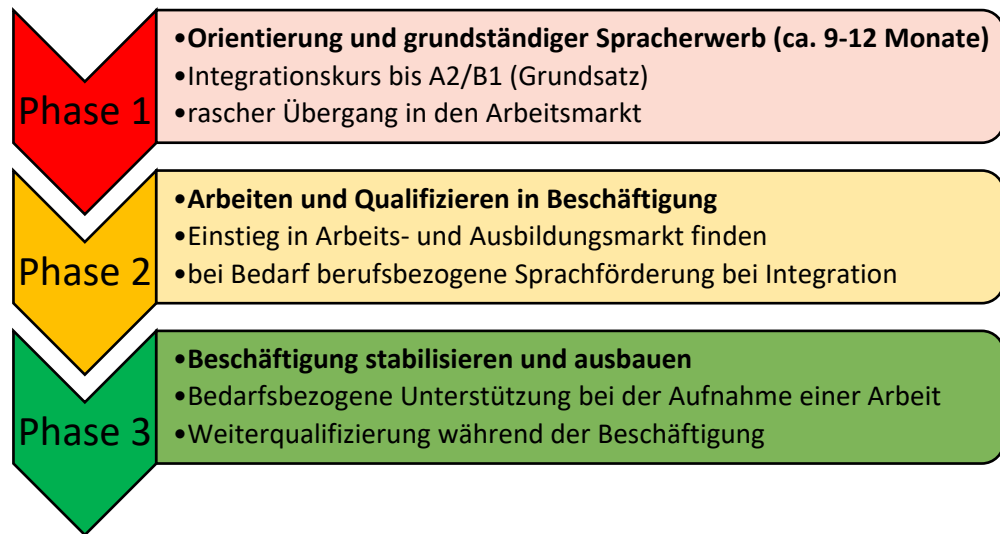 Phase 1
•Orientierung und grundständiger Spracherwerb (ca. 9-12 Monate)
•Integrationskurs bis A2/B1 (Grundsatz)
•rascher Übergang in den Arbeitsmarkt
Phase 2
•Arbeiten und Qualifizieren in Beschäftigung
•Einstieg in Arbeits- und Ausbildungsmarkt finden
•bei Bedarf berufsbezogene Sprachförderung bei Integration
Phase 3
•Beschäftigung stabilisieren und ausbauen
•Bedarfsbezogene Unterstützung bei der Aufnahme einer Arbeit
•Weiterqualifizierung während der Beschäftigung